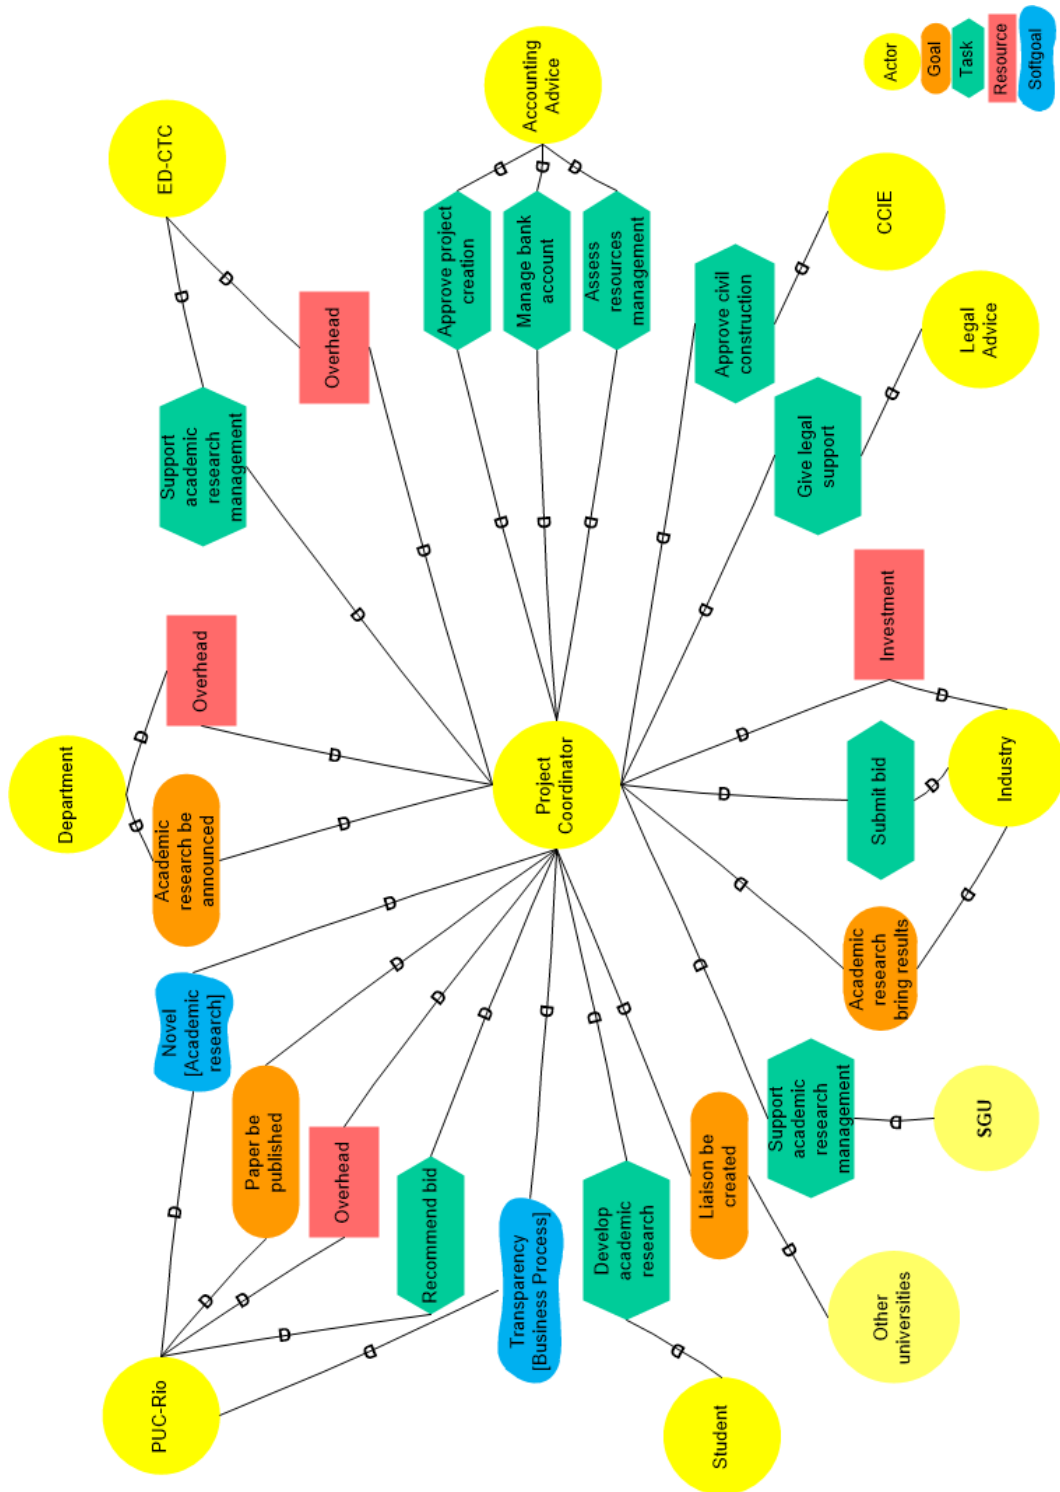 Department
PUC-Rio
ED-CTC
Novel
[Academic
research]
Academic
research be
announced
Overhead
Support
academic
research
management
Paper be
published
Overhead
Overhead
Recommend bid
Approve project
creation
Transparency
[Business Process]
Project
Coordinator
Manage bank
account
Accounting
Advice
Develop
academic
research
Assess
resources
management
Student
Liaison be
created
Approve civil
construction
Support
academic
research
management
Give legal
support
Academic
research
bring results
Submit bid
Investment
CCIE
Other
universities
SGU
Industry
Legal
Advice
Actor
Goal
Task
Resource
Softgoal